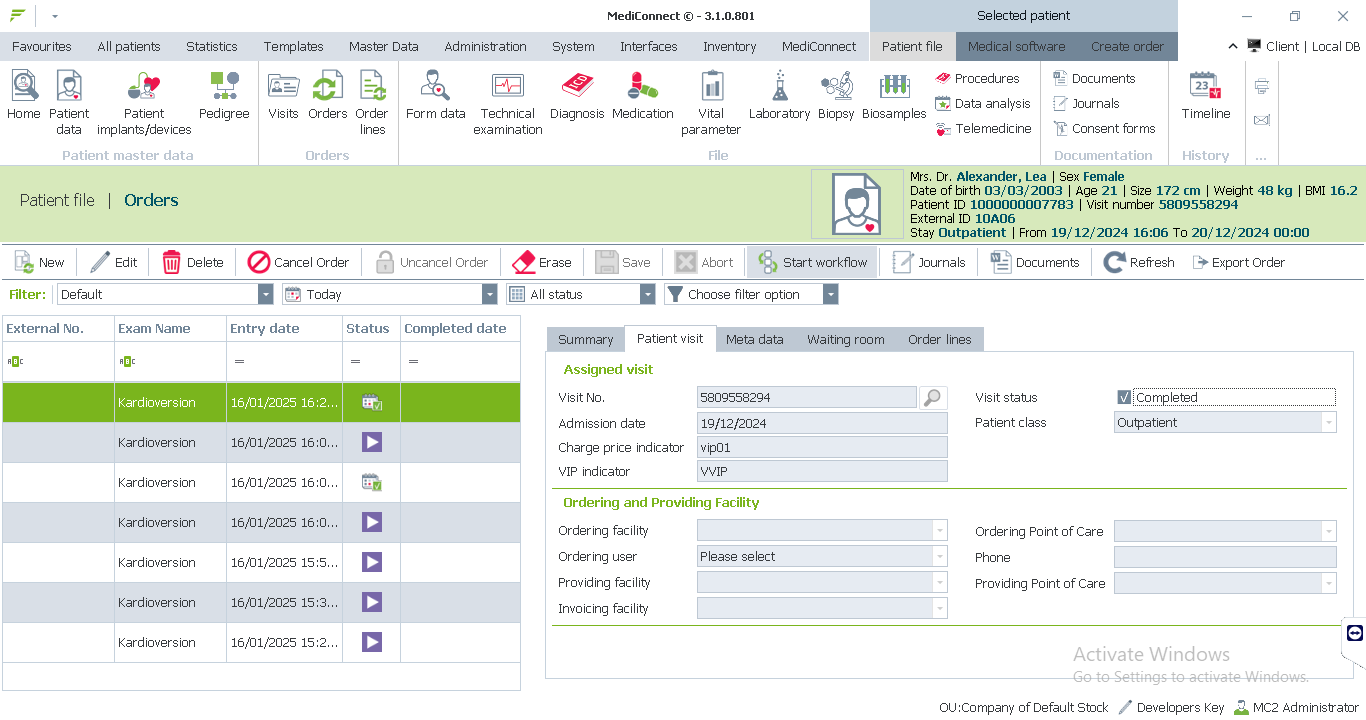 MediConnect © - 3.1.0.801
Selected patient
Favourites All patients Statistics Templates Master Data Administration System Interfaces Inventory MediConnect Patient file Medical software Create order Client | Local DB
Home Patient data Patient implants/devices Pedigree
Patient master data
Visits Orders Order lines
Orders
Form data Technical examination Diagnosis Medication Vital parameter Laboratory Biopsy Biosamples
Procedures
Data analysis
Telemedicine
File
Documents
Journals
Consent forms
Documentation
23
Timeline
History
...
Patient file | Orders
Mrs. Dr. Alexander, Lea | Sex Female
Date of birth 03/03/2003 | Age 21 | Size 172 cm | Weight 48 kg | BMI 16.2
Patient ID 1000000007783 | Visit number 5809558294
External ID 10A06
Stay Outpatient | From 19/12/2024 16:06 To 20/12/2024 00:00
New Edit Delete Cancel Order Uncancel Order Erase Save Abort Start workflow Journals Documents Refresh Export Order
Filter: Default Today All status Choose filter option
External No. Exam Name Entry date Status Completed date
ABC ABC = = =
Kardioversion 16/01/2025 16:2...
Kardioversion 16/01/2025 16:0...
Kardioversion 16/01/2025 16:0...
Kardioversion 16/01/2025 16:0...
Kardioversion 16/01/2025 15:5...
Kardioversion 16/01/2025 15:3...
Kardioversion 16/01/2025 15:2...
Summary Patient visit Meta data Waiting room Order lines
Assigned visit
Visit No. 5809558294 Visit status Completed
Admission date 19/12/2024 Patient class Outpatient
Charge price indicator vip01
VIP indicator VVIP
Ordering and Providing Facility
Ordering facility Ordering Point of Care
Ordering user Please select Phone
Providing facility Providing Point of Care
Invoicing facility
Activate Windows
Go to Settings to activate Windows.
OU:Company of Default Stock Developers Key MC2 Administrator